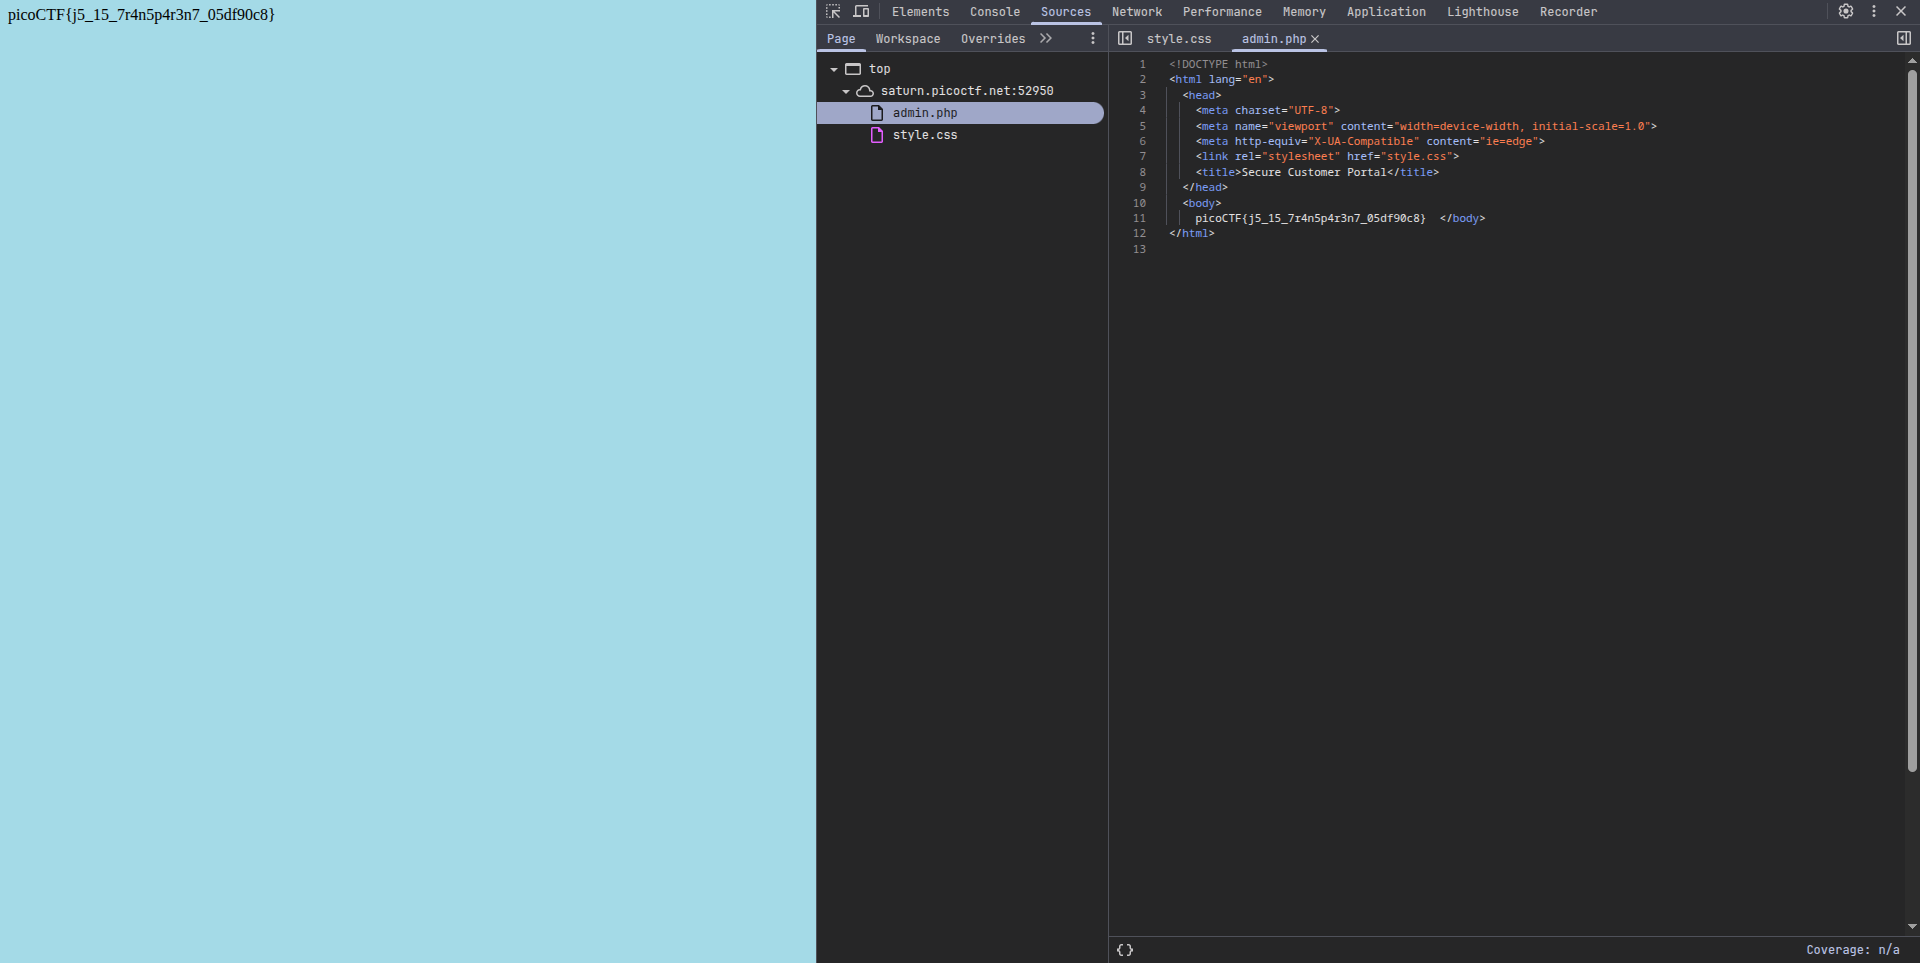 picoCTF{j5_15_7r4n5p4r3n7_05df90c8}
Elements Console Sources Network Performance Memory Application Lighthouse Recorder
Page Workspace Overrides
top
saturn.picoctf.net:52950
admin.php
style.css
style.css admin.php
1 <!DOCTYPE html>
2 <html lang="en">
3 <head>
4 <meta charset="UTF-8">
5 <meta name="viewport" content="width=device-width, initial-scale=1.0">
6 <meta http-equiv="X-UA-Compatible" content="ie=edge">
7 <link rel="stylesheet" href="style.css">
8 <title>Secure Customer Portal</title>
9 </head>
10 <body>
11 picoCTF{j5_15_7r4n5p4r3n7_05df90c8} </body>
12 </html>
13
{} Coverage: n/a